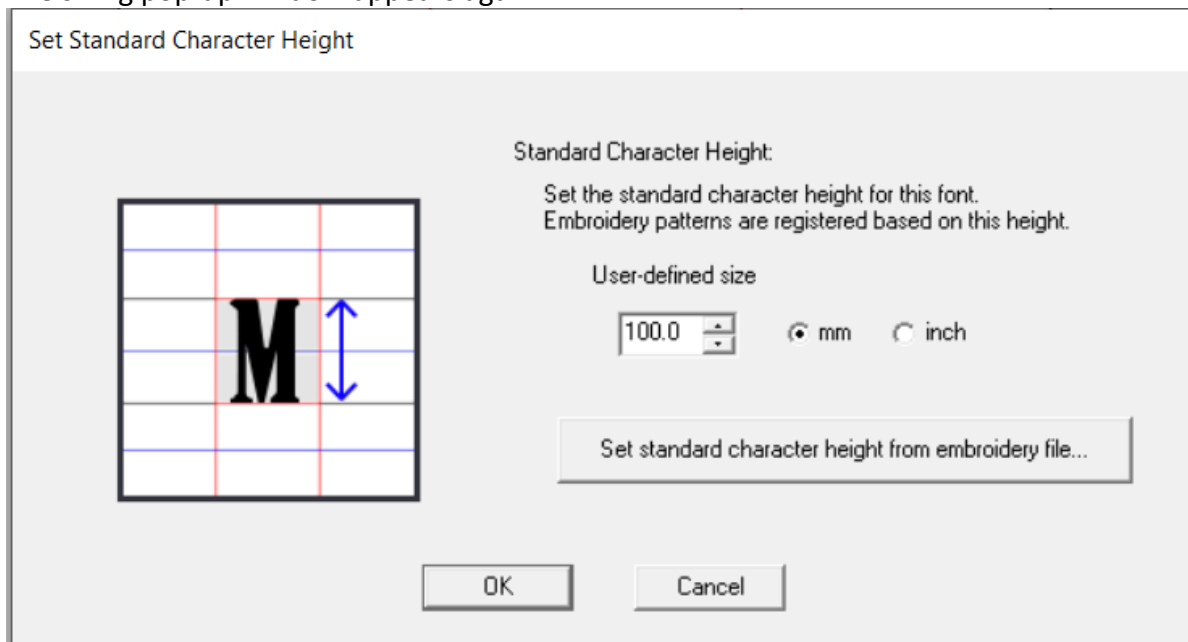 Set Standard Character Height
Standard Character Height:
Set the standard character height for this font.
Embroidery patterns are registered based on this height.
User-defined size
100.0 mm inch
M
Set standard character height from embroidery file...
OK Cancel